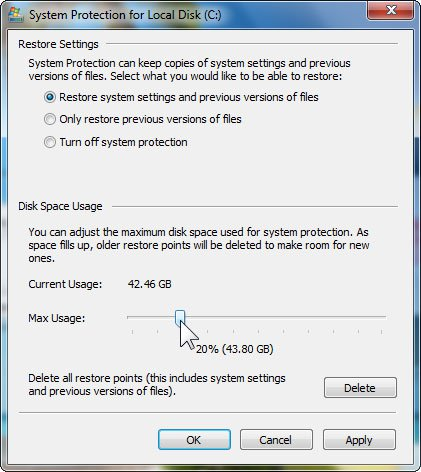 System Protection for Local Disk (C:)
Restore Settings
System Protection can keep copies of system settings and previous
versions of files. Select what you would like to be able to restore:
Restore system settings and previous versions of files
Only restore previous versions of files
Turn off system protection
Disk Space Usage
You can adjust the maximum disk space used for system protection. As
space fills up, older restore points will be deleted to make room for new
ones.
Current Usage: 42.46 GB
Max Usage:
20% (43.80 GB)
Delete all restore points (this includes system settings
and previous versions of files).
Delete
OK Cancel Apply